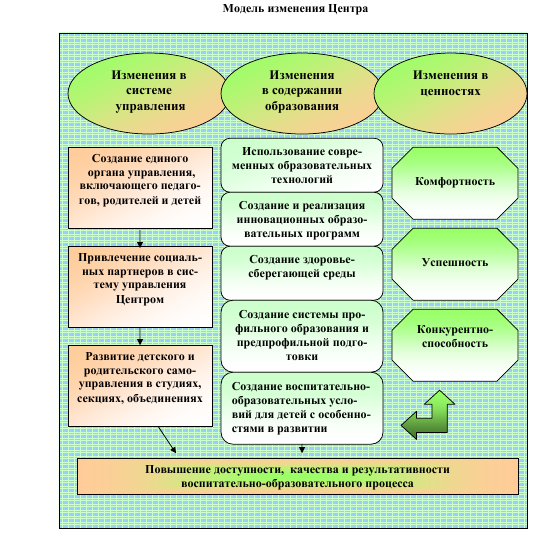 Модель изменения Центра
Изменения в
системе
управления
Изменения
в содержании
образования
Изменения в
ценностях
Создание единого
органа управления,
включающего педаго-
гов, родителей и детей
Привлечение социаль-
ных партнеров в сис-
тему управления
Центром
Развитие детского и
родительского само-
управления в студиях,
секциях, объединениях
Использование совре-
менных образовательных
технологий
Создание и реализация
инновационных образо-
вательных программ
Создание здоровье-
сберегающей среды
Создание системы про-
фильного образования и
предпрофильной подго-
товки
Создание воспитательно-
образовательных усло-
вий для детей с особенно-
стями в развитии
Комфортность
Успешность
Конкурентно-
способность
Повышение доступности, качества и результативности
воспитательно-образовательного процесса